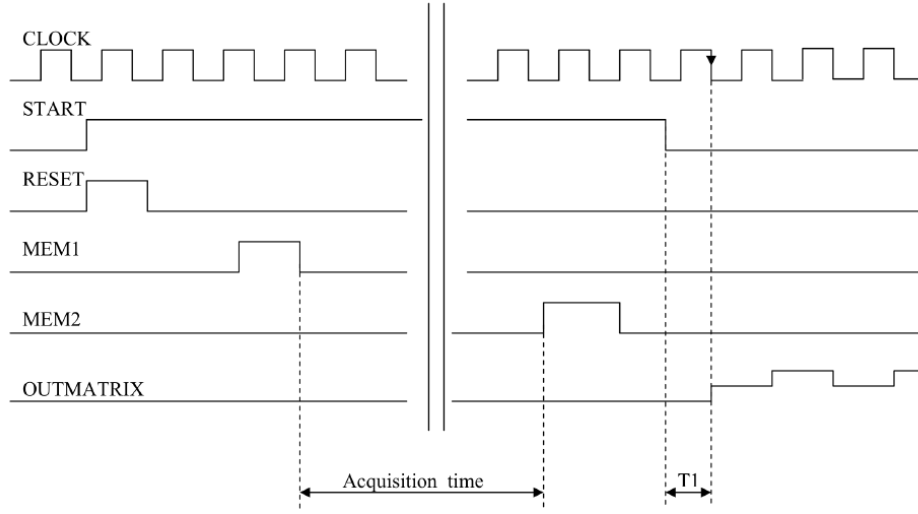 CLOCK
START
RESET
MEM1
MEM2
OUTMATRIX
Acquisition time
T1